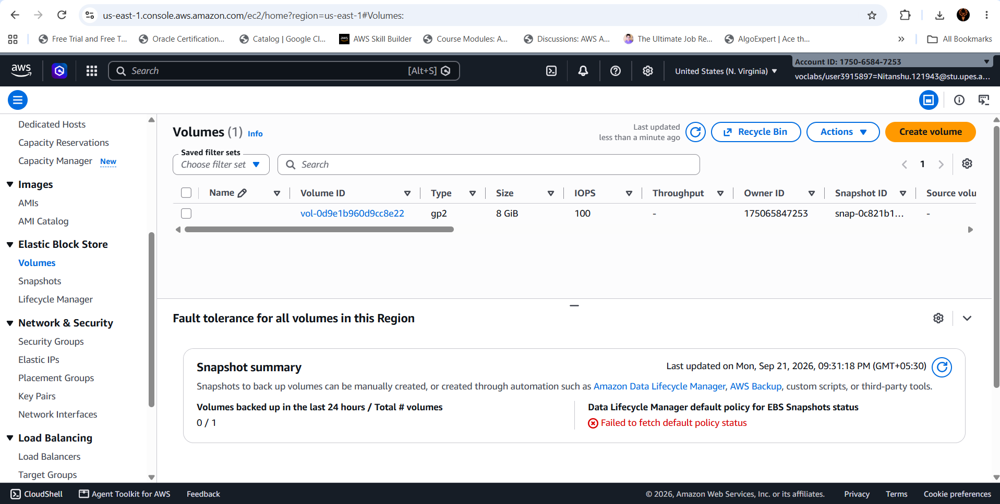 us-east-1.console.aws.amazon.com/ec2/home?region=us-east-1#Volumes:
Free Trial and Free T...
Oracle Certification...
Catalog | Google Cl...
aws
AWS Skill Builder
Course Modules: A...
Discussions: AWS A...
The Ultimate Job Re...
AlgoExpert | Ace th...
»
All Bookmarks
aws
Search
[Alt+S]
United States (N. Virginia)
Account ID: 1750-6584-7253
voclabs/user3915897=Nitanshu.121943@stu.upes.a...
Dedicated Hosts
Capacity Reservations
Capacity Manager New
Images
AMIs
AMI Catalog
Elastic Block Store
Volumes
Snapshots
Lifecycle Manager
Network & Security
Security Groups
Elastic IPs
Placement Groups
Key Pairs
Network Interfaces
Load Balancing
Load Balancers
Target Groups
Volumes (1) Info
Last updated
less than a minute ago
Recycle Bin
Actions
Create volume
Saved filter sets
Choose filter set
Search
1
Name
Volume ID
Type
Size
IOPS
Throughput
Owner ID
Snapshot ID
Source volu
vol-0d9e1b960d9cc8e22
gp2
8 GiB
100
-
175065847253
snap-0c821b1...
-
Fault tolerance for all volumes in this Region
Snapshot summary
Last updated on Mon, Sep 21, 2026, 09:31:18 PM (GMT+05:30)
Snapshots to back up volumes can be manually created, or created through automation such as Amazon Data Lifecycle Manager, AWS Backup, custom scripts, or third-party tools.
Volumes backed up in the last 24 hours / Total # volumes
0 / 1
Data Lifecycle Manager default policy for EBS Snapshots status
Failed to fetch default policy status
CloudShell
Agent Toolkit for AWS
Feedback
© 2026, Amazon Web Services, Inc. or its affiliates.
Privacy
Terms
Cookie preferences